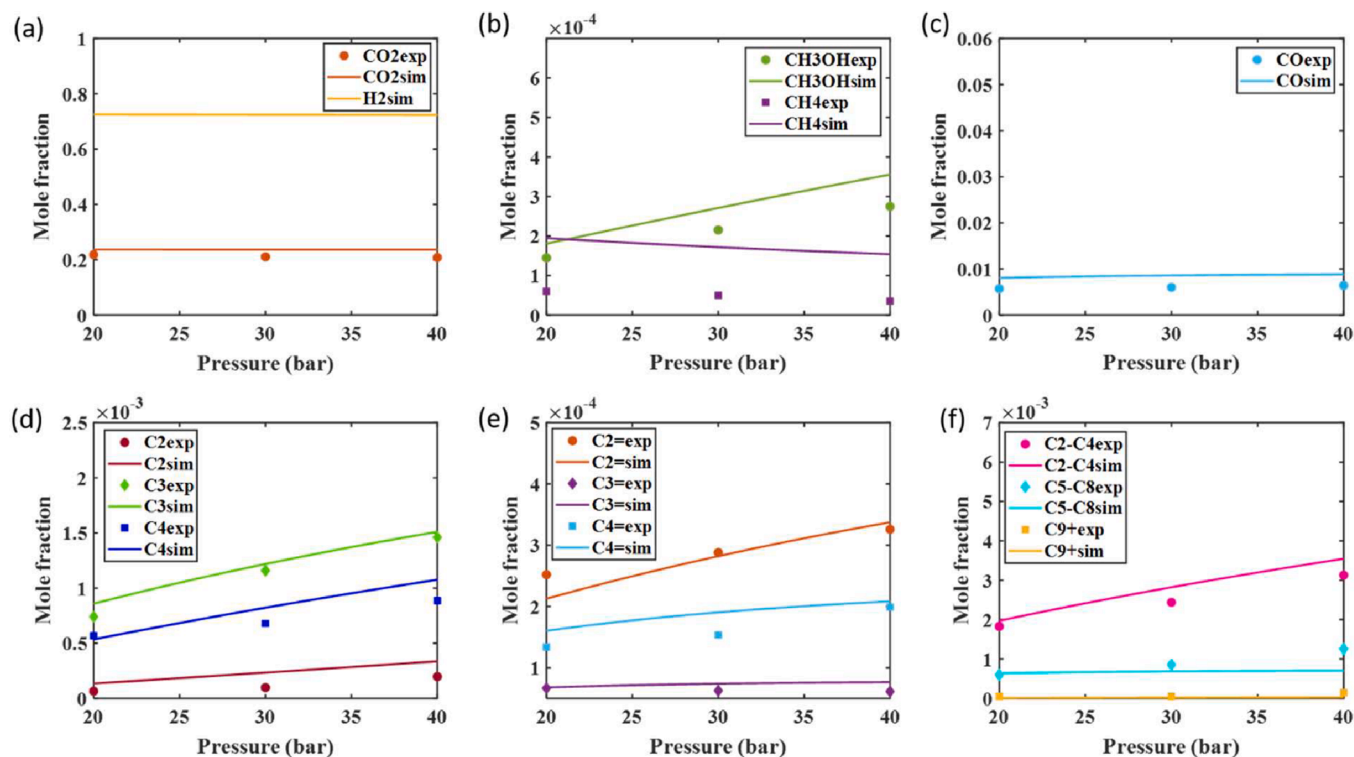 (a)
1
0.8
0.6
0.4
0.2
0
Mole fraction
CO2exp
CO2sim
H2sim
20 25 30 35 40
Pressure (bar)
(b)
×10-4
6
5
4
3
2
1
0
Mole fraction
CH3OHexp
CH3OHsim
CH4exp
CH4sim
20 25 30 35 40
Pressure (bar)
(c)
0.06
0.05
0.04
0.03
0.02
0.01
0
Mole fraction
COexp
COsim
20 25 30 35 40
Pressure (bar)
(d)
×10-3
2.5
2
1.5
1
0.5
0
Mole fraction
C2exp
C2sim
C3exp
C3sim
C4exp
C4sim
20 25 30 35 40
Pressure (bar)
(e)
×10-4
5
4
3
2
1
0
Mole fraction
C2=exp
C2=sim
C3=exp
C3=sim
C4=exp
C4=sim
20 25 30 35 40
Pressure (bar)
(f)
×10-3
7
6
5
4
3
2
1
0
Mole fraction
C2-C4exp
C2-C4sim
C5-C8exp
C5-C8sim
C9+exp
C9+sim
20 25 30 35 40
Pressure (bar)